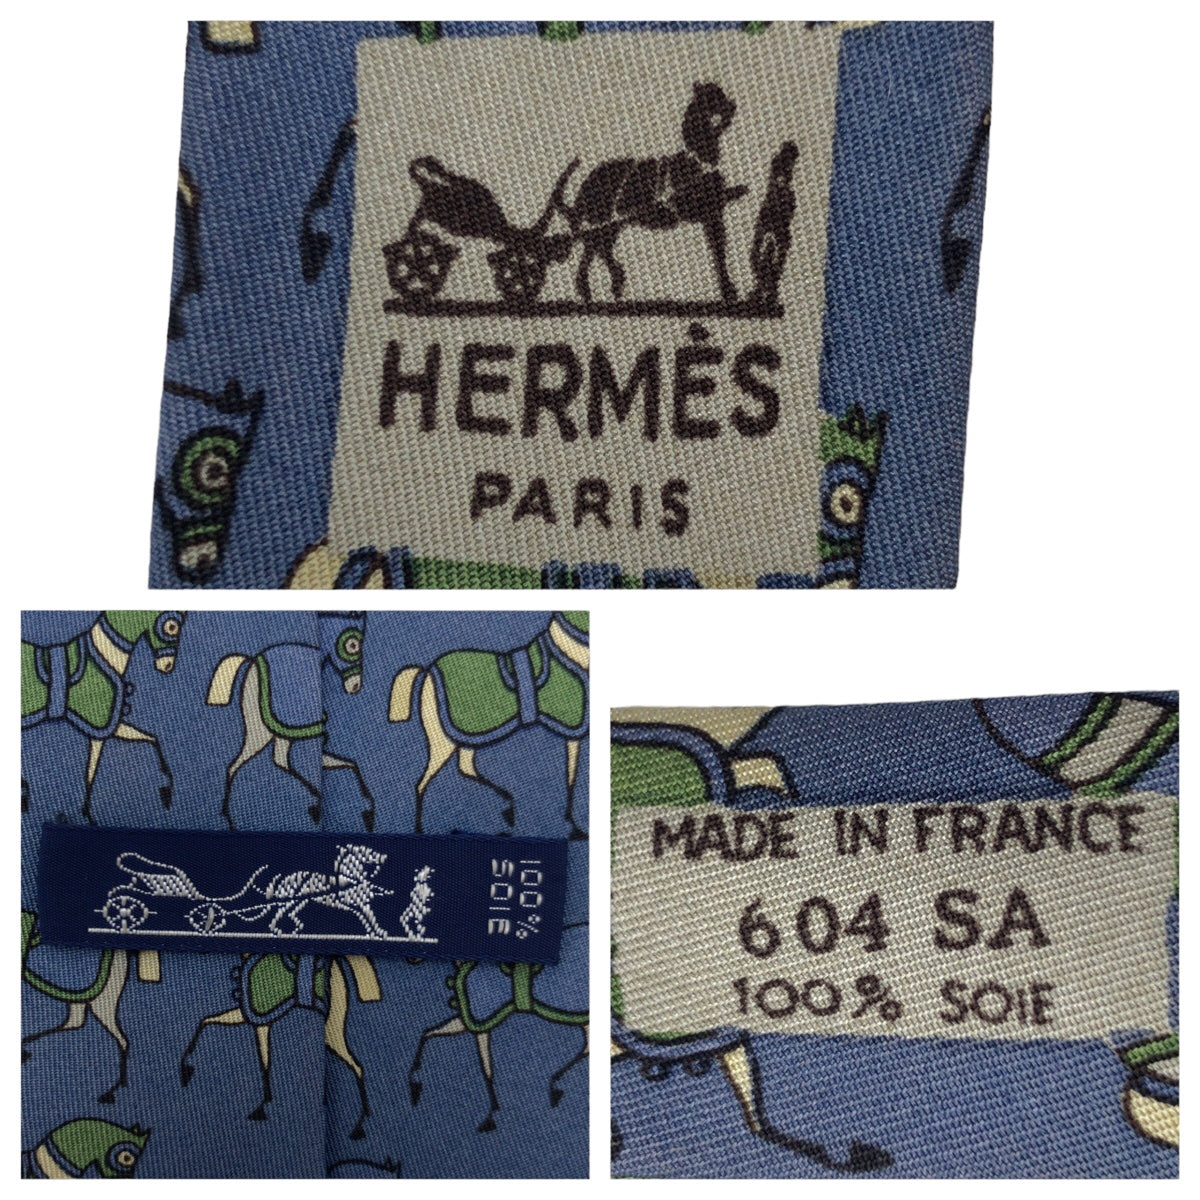 HERMÈS
PARIS
100%
SOIE
MADE IN FRANCE
604 SA
100% SOIE